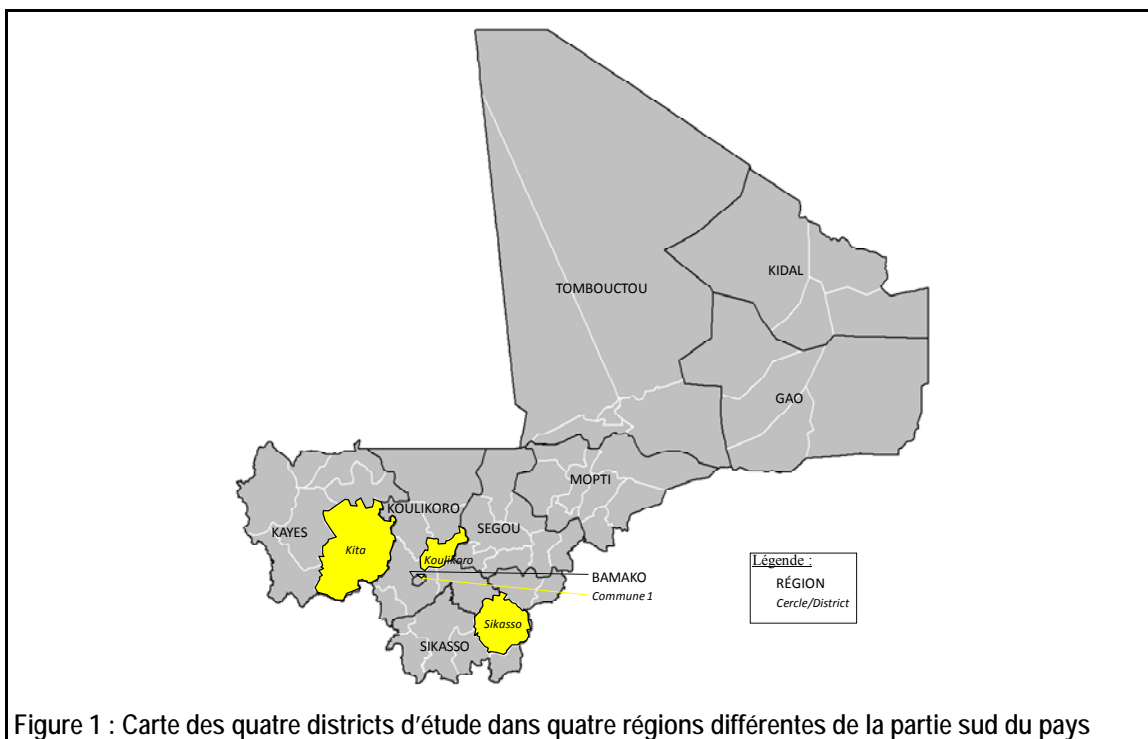 KIDAL
TOMBOUCTOU
GAO
MOPTI
KOULIKORO
SEGOU
KAYES
Kita
Koulikoro
BAMAKO
Commune 1
Sikasso
SIKASSO
Légende :
RÉGION
Cercle/District
Figure 1 : Carte des quatre districts d'étude dans quatre régions différentes de la partie sud du pays